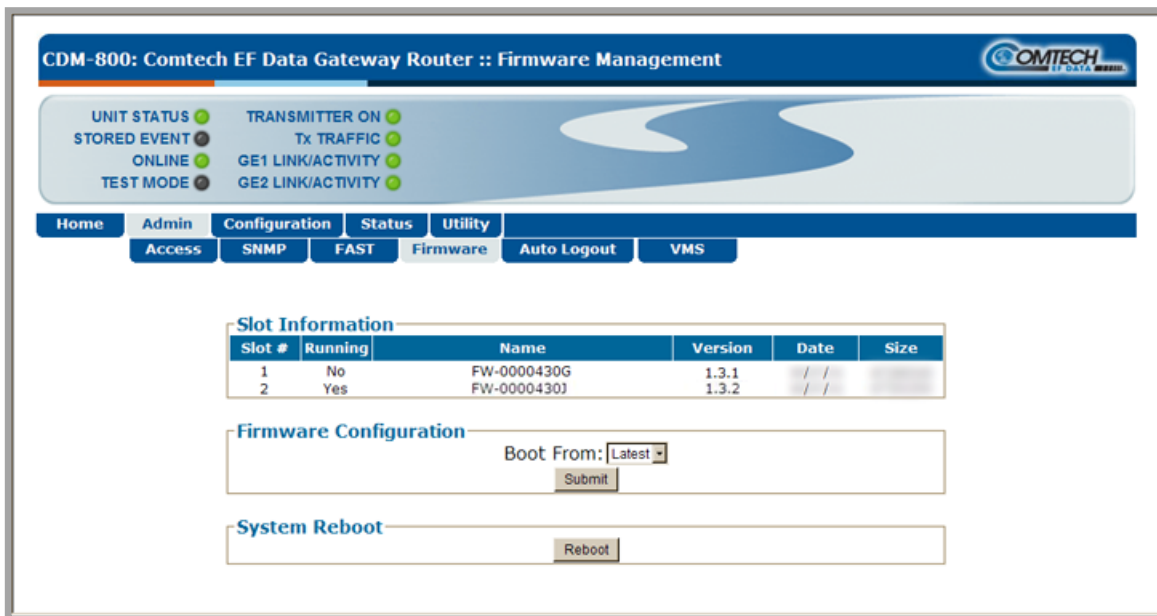 CDM-800: Comtech EF Data Gateway Router :: Firmware Management
COMTECH
EF DATA
UNIT STATUS TRANSMITTER ON
STORED EVENT Tx TRAFFIC
ONLINE GE1 LINK/ACTIVITY
TEST MODE GE2 LINK/ACTIVITY
Home Admin Configuration Status Utility
Access SNMP FAST Firmware Auto Logout VMS
Slot Information
Slot # Running Name Version Date Size
1 No FW-0000430G 1.3.1 / /
2 Yes FW-0000430J 1.3.2 / /
Firmware Configuration
Boot From: Latest
Submit
System Reboot
Reboot